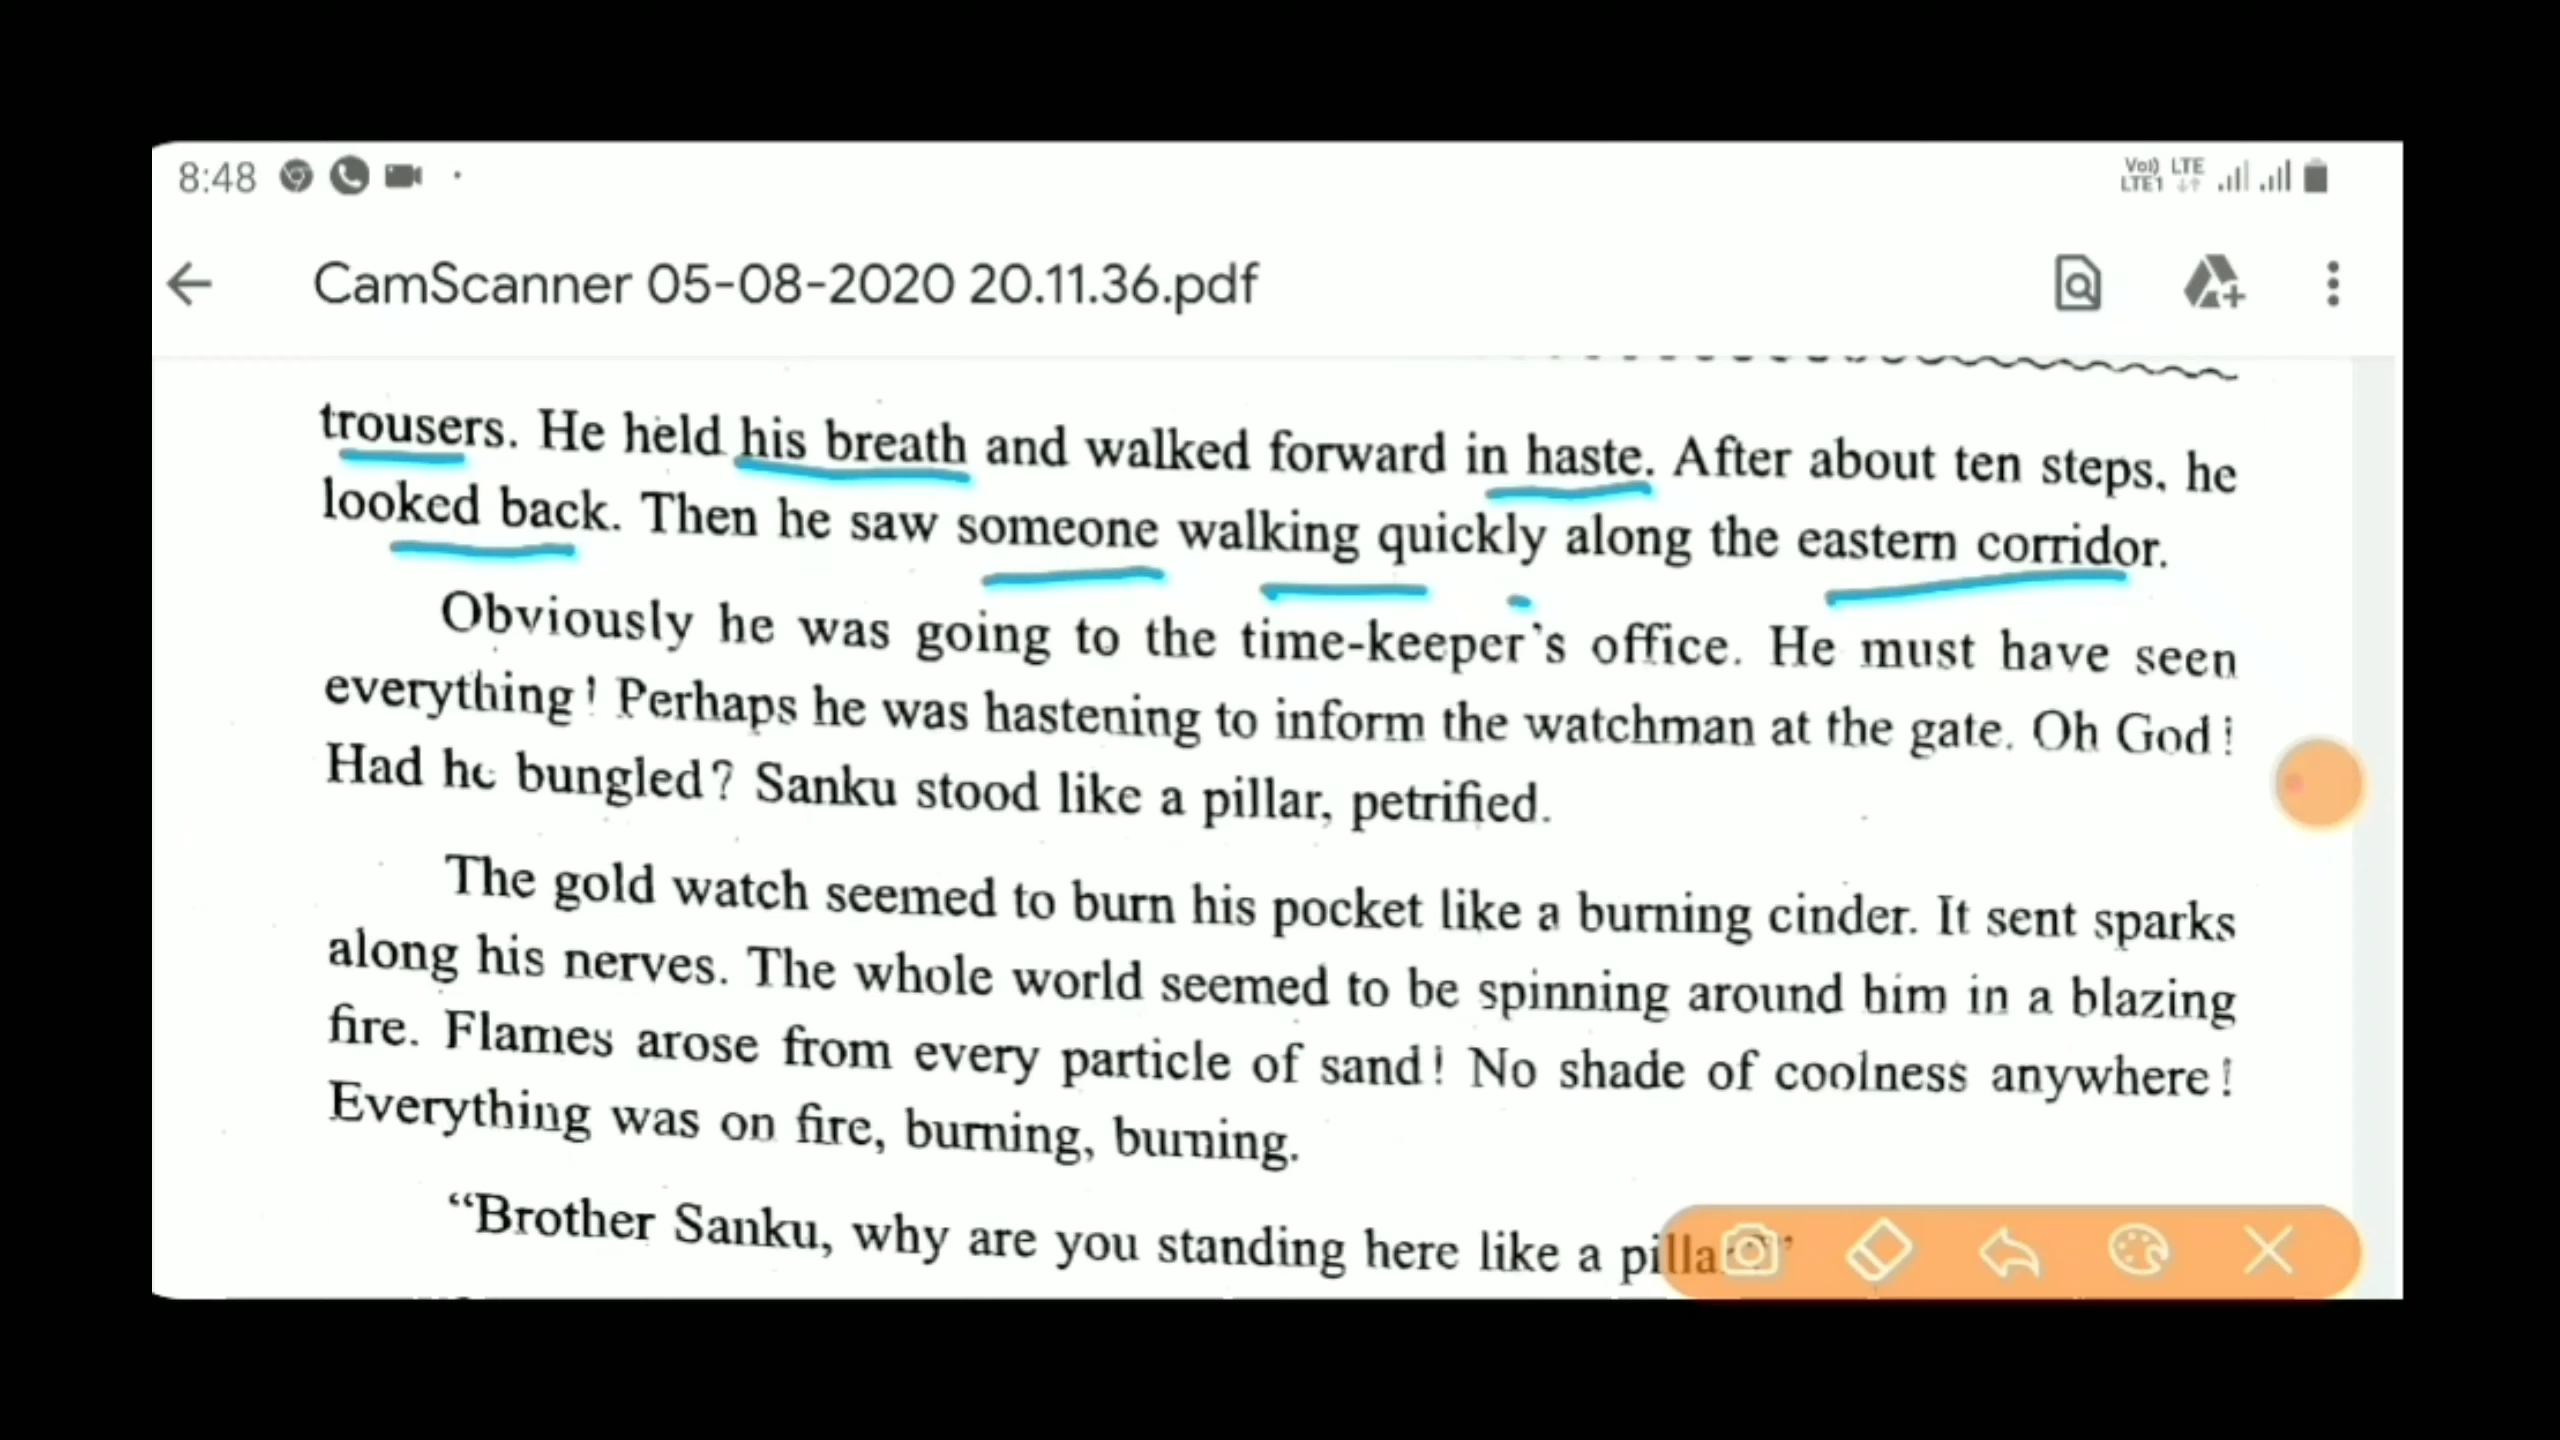 8:48
Vo)) LTE
LTE1
CamScanner 05-08-2020 20.11.36.pdf
trousers. He held his breath and walked forward in haste. After about ten steps, he
looked back. Then he saw someone walking quickly along the eastern corridor.
Obviously he was going to the time-keeper's office. He must have seen
everything! Perhaps he was hastening to inform the watchman at the gate. Oh God!
Had he bungled? Sanku stood like a pillar, petrified.
The gold watch seemed to burn his pocket like a burning cinder. It sent sparks
along his nerves. The whole world seemed to be spinning around him in a blazing
fire. Flames arose from every particle of sand! No shade of coolness anywhere!
Everything was on fire, burning, burning.
“Brother Sanku, why are you standing here like a